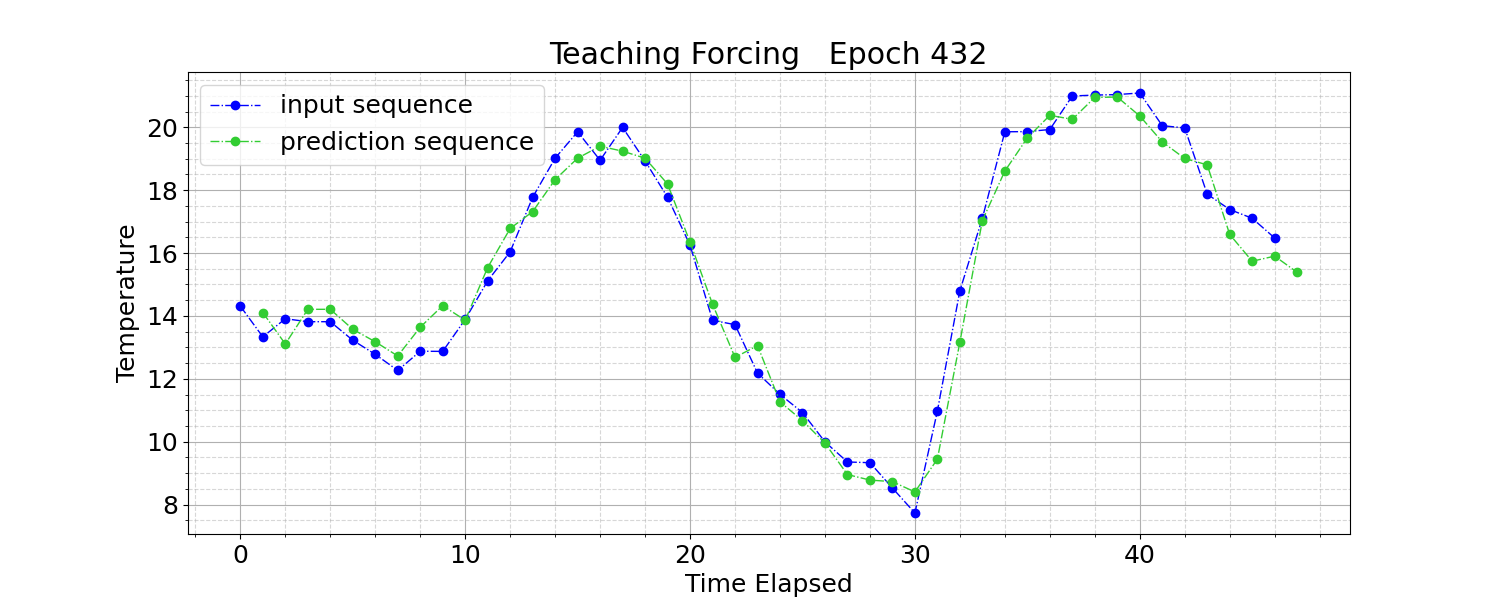 Teaching Forcing   Epoch 432
input sequence
prediction sequence
Temperature
20
18
16
14
12
10
8
0 10 20 30 40
Time Elapsed